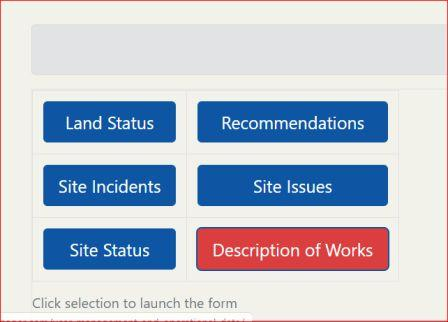 Land Status Recommendations
Site Incidents Site Issues
Site Status Description of Works
Click selection to launch the form